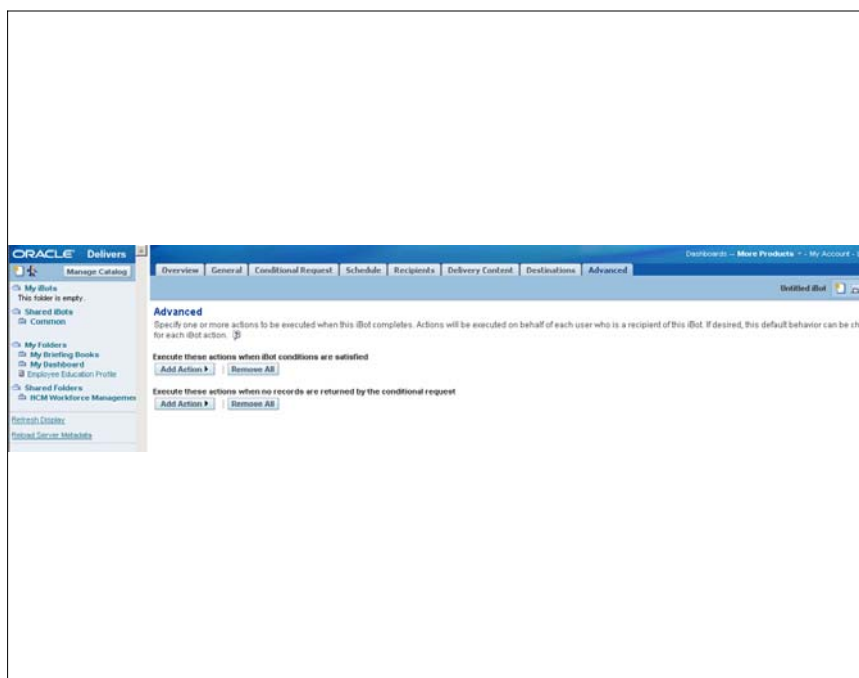 ORACLE Delivers
Dashboards – More Products - My Account -
Manage Catalog
Overview General Conditional Request Schedule Recipients Delivery Content Destinations Advanced
Untitled iBot
My iBots
This folder is empty.
Shared iBots
Common
My Folders
My Briefing Books
My Dashboard
Employee Education Profile
Shared Folders
HCM Workforce Managemen
Refresh Display
Reload Server Metadata
Advanced
Specify one or more actions to be executed when this iBot completes. Actions will be executed on behalf of each user who is a recipient of this iBot. If desired, this default behavior can be ch
for each iBot action.
Execute these actions when iBot conditions are satisfied
Add Action | Remove All
Execute these actions when no records are returned by the conditional request
Add Action | Remove All